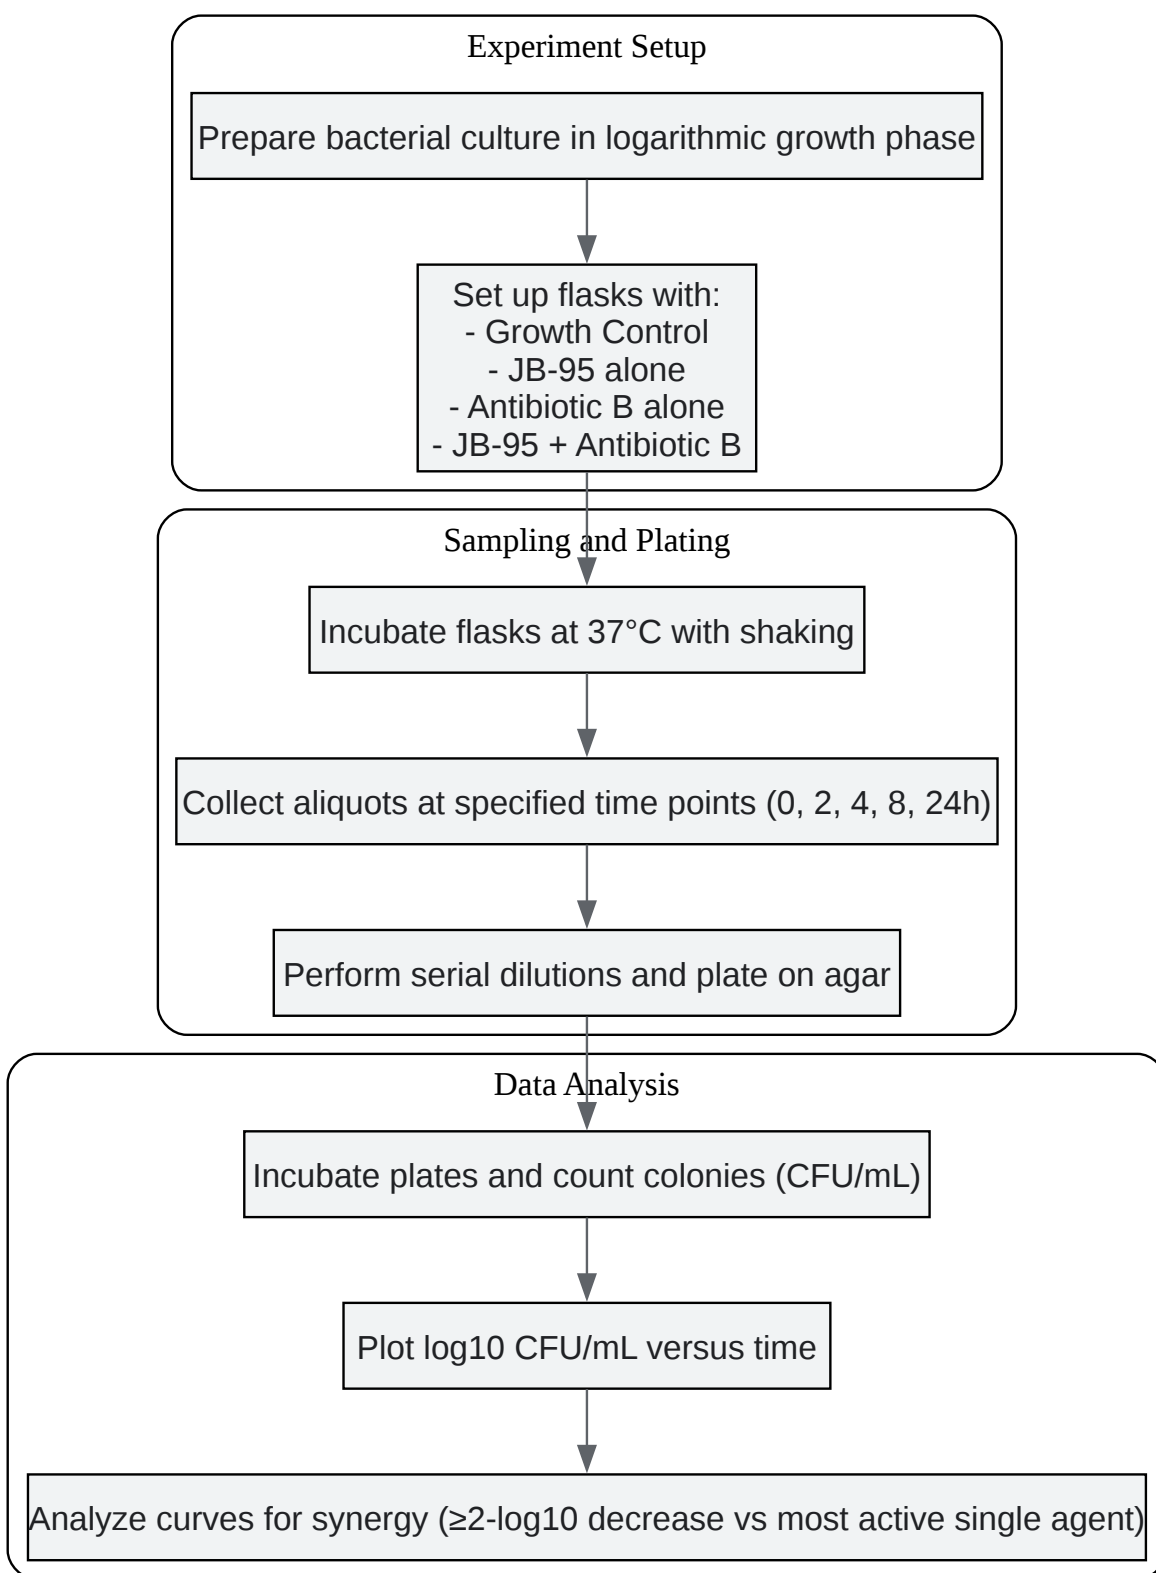 Experiment Setup
Prepare bacterial culture in logarithmic growth phase
Set up flasks with:
- Growth Control
- JB-95 alone
- Antibiotic B alone
- JB-95 + Antibiotic B
Sampling and Plating
Incubate flasks at 37°C with shaking
Collect aliquots at specified time points (0, 2, 4, 8, 24h)
Perform serial dilutions and plate on agar
Data Analysis
Incubate plates and count colonies (CFU/mL)
Plot log10 CFU/mL versus time
Analyze curves for synergy (≥2-log10 decrease vs most active single agent)